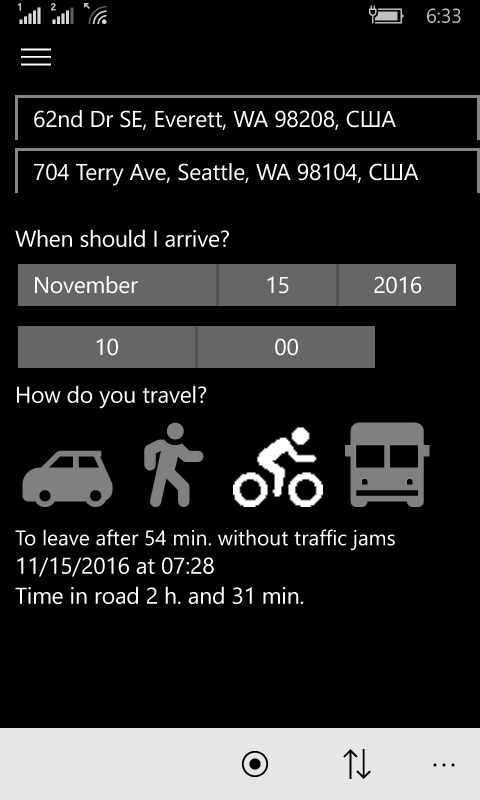 1 2 6:33
62nd Dr SE, Everett, WA 98208, США
704 Terry Ave, Seattle, WA 98104, США
When should I arrive?
November 15 2016
10 00
How do you travel?
To leave after 54 min. without traffic jams
11/15/2016 at 07:28
Time in road 2 h. and 31 min.